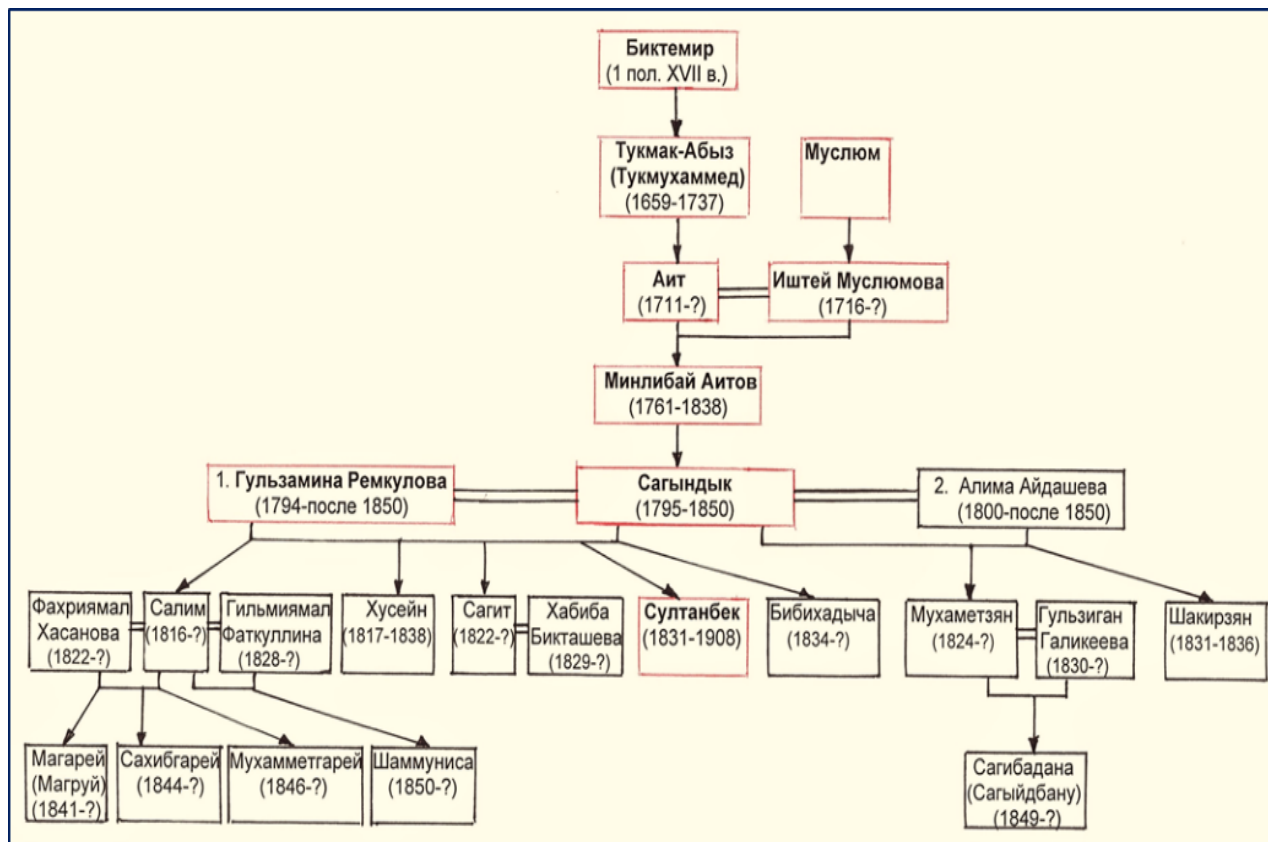 Биктемир
(1 пол. XVII в.)
Тукмак-Абыз
(Тукмухаммед)
(1659-1737)
Муслюм
Аит
(1711-?)
Иштей Муслюмова
(1716-?)
Минлибай Аитов
(1761-1838)
1. Гульзамина Ремкулова
(1794-после 1850)
Сагындык
(1795-1850)
2. Алима Айдашева
(1800-после 1850)
Фахриямал
Хасанова
(1822-?)
Салим
(1816-?)
Гильмиямал
Фаткуллина
(1828-?)
Хусейн
(1817-1838)
Сагит
(1822-?)
Хабиба
Бикташева
(1829-?)
Султанбек
(1831-1908)
Бибихадыча
(1834-?)
Мухаметзян
(1824-?)
Гульзиган
Галикеева
(1830-?)
Шакирзян
(1831-1836)
Магарей
(Магруй)
(1841-?)
Сахибгарей
(1844-?)
Мухамметгарей
(1846-?)
Шаммуниса
(1850-?)
Сагибадана
(Сагыйдбану)
(1849-?)